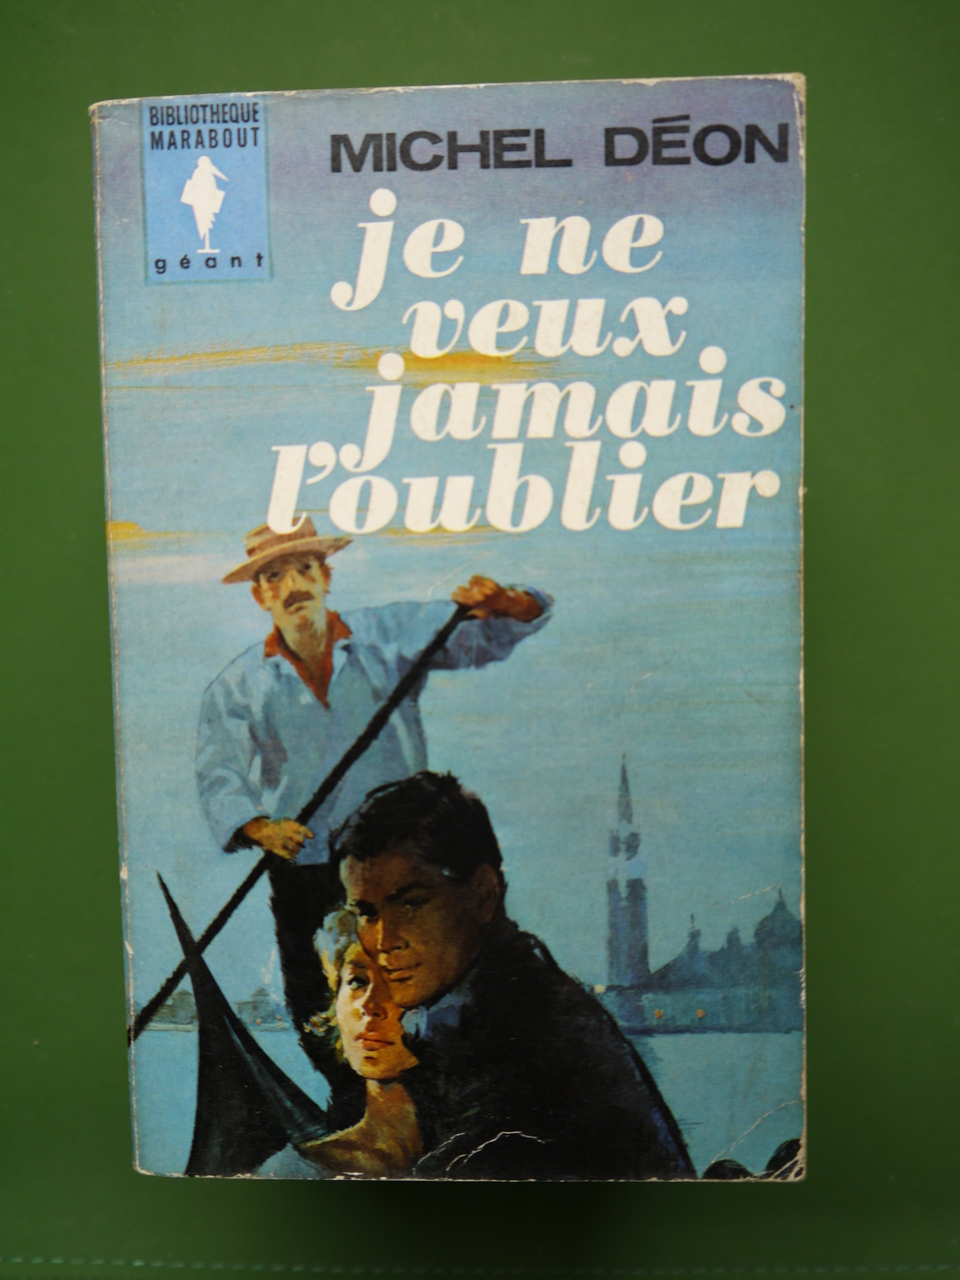 BIBLIOTHEQUE
MARABOUT
géant
MICHEL DÉON
je ne
veux
jamais
l'oublier